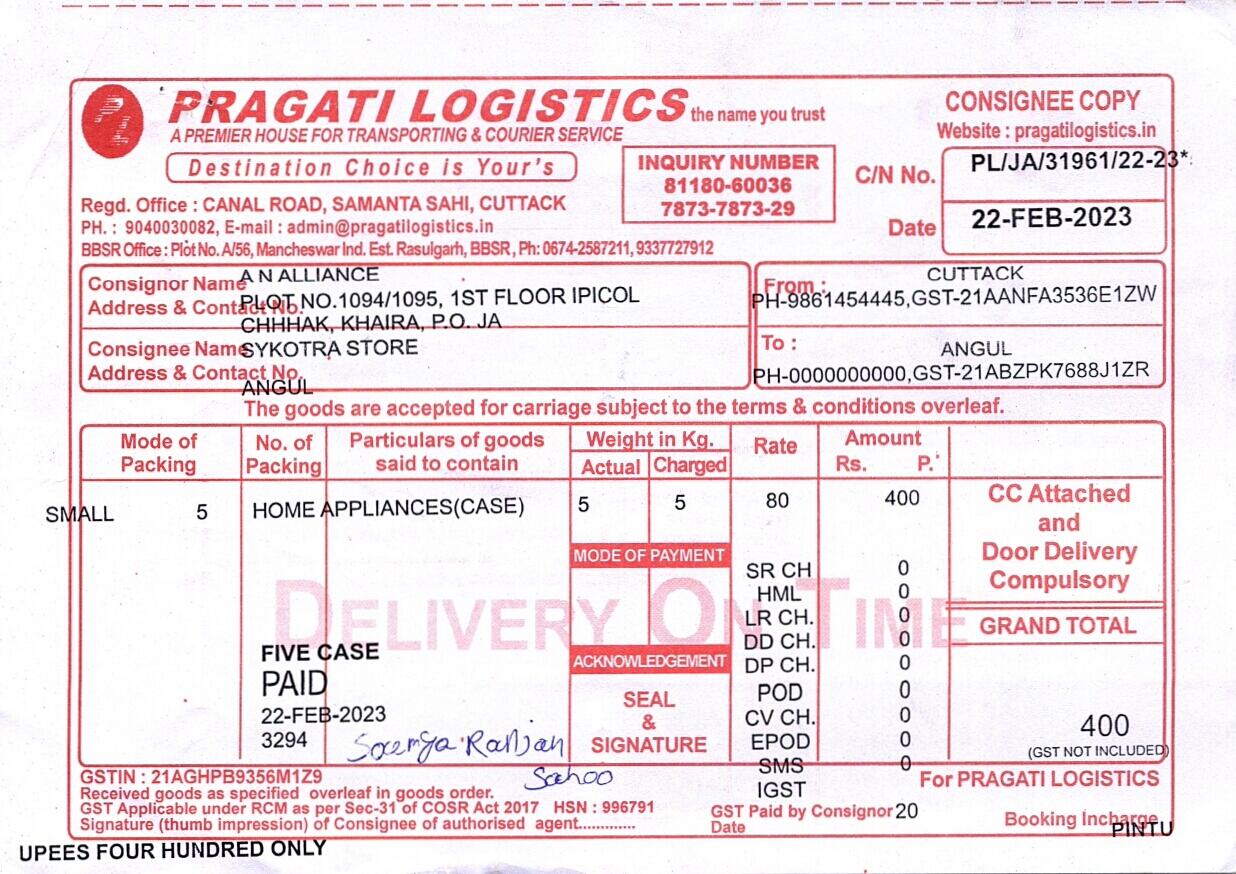 PRAGATI LOGISTICS the name you trust
A PREMIER HOUSE FOR TRANSPORTING & COURIER SERVICE
Destination Choice is Your's
CONSIGNEE COPY
Website : pragatilogistics.in
INQUIRY NUMBER
81180-60036
7873-7873-29
C/N No. PL/JA/31961/22-23*
Date 22-FEB-2023
Regd. Office : CANAL ROAD, SAMANTA SAHI, CUTTACK
PH. : 9040030082, E-mail : admin@pragatilogistics.in
BBSR Office : Plot No. A/56, Mancheswar Ind. Est. Rasulgarh, BBSR, Ph: 0674-2587211, 9337727912
Consignor Name A N ALLIANCE
Address & Contact No. PLOT NO.1094/1095, 1ST FLOOR IPICOL
CHHHAK, KHAIRA, P.O. JA
From : CUTTACK
PH-9861454445,GST-21AANFA3536E1ZW
Consignee Name SYKOTRA STORE
Address & Contact No.
ANGUL
To : ANGUL
PH-0000000000,GST-21ABZPK7688J1ZR
The goods are accepted for carriage subject to the terms & conditions overleaf.
Mode of Packing No. of Packing Particulars of goods said to contain Weight in Kg. Actual Charged Rate Amount Rs. P.
SMALL 5 HOME APPLIANCES(CASE) 5 5 80 400
CC Attached
and
Door Delivery
Compulsory
MODE OF PAYMENT
DELIVERY ON TIME
SR CH 0
HML 0
LR CH. 0
DD CH. 0
DP CH. 0
POD 0
CV CH. 0
EPOD 0
SMS 0
IGST
GRAND TOTAL
400
(GST NOT INCLUDED)
ACKNOWLEDGEMENT
SEAL
&
SIGNATURE
FIVE CASE
PAID
22-FEB-2023
3294
Soumya Ranjan
Sahoo
GSTIN : 21AGHPB9356M1Z9
Received goods as specified overleaf in goods order.
GST Applicable under RCM as per Sec-31 of COSR Act 2017 HSN : 996791
Signature (thumb impression) of Consignee of authorised agent.............
GST Paid by Consignor 20
Date
For PRAGATI LOGISTICS
Booking Incharge
PINTU
UPEES FOUR HUNDRED ONLY